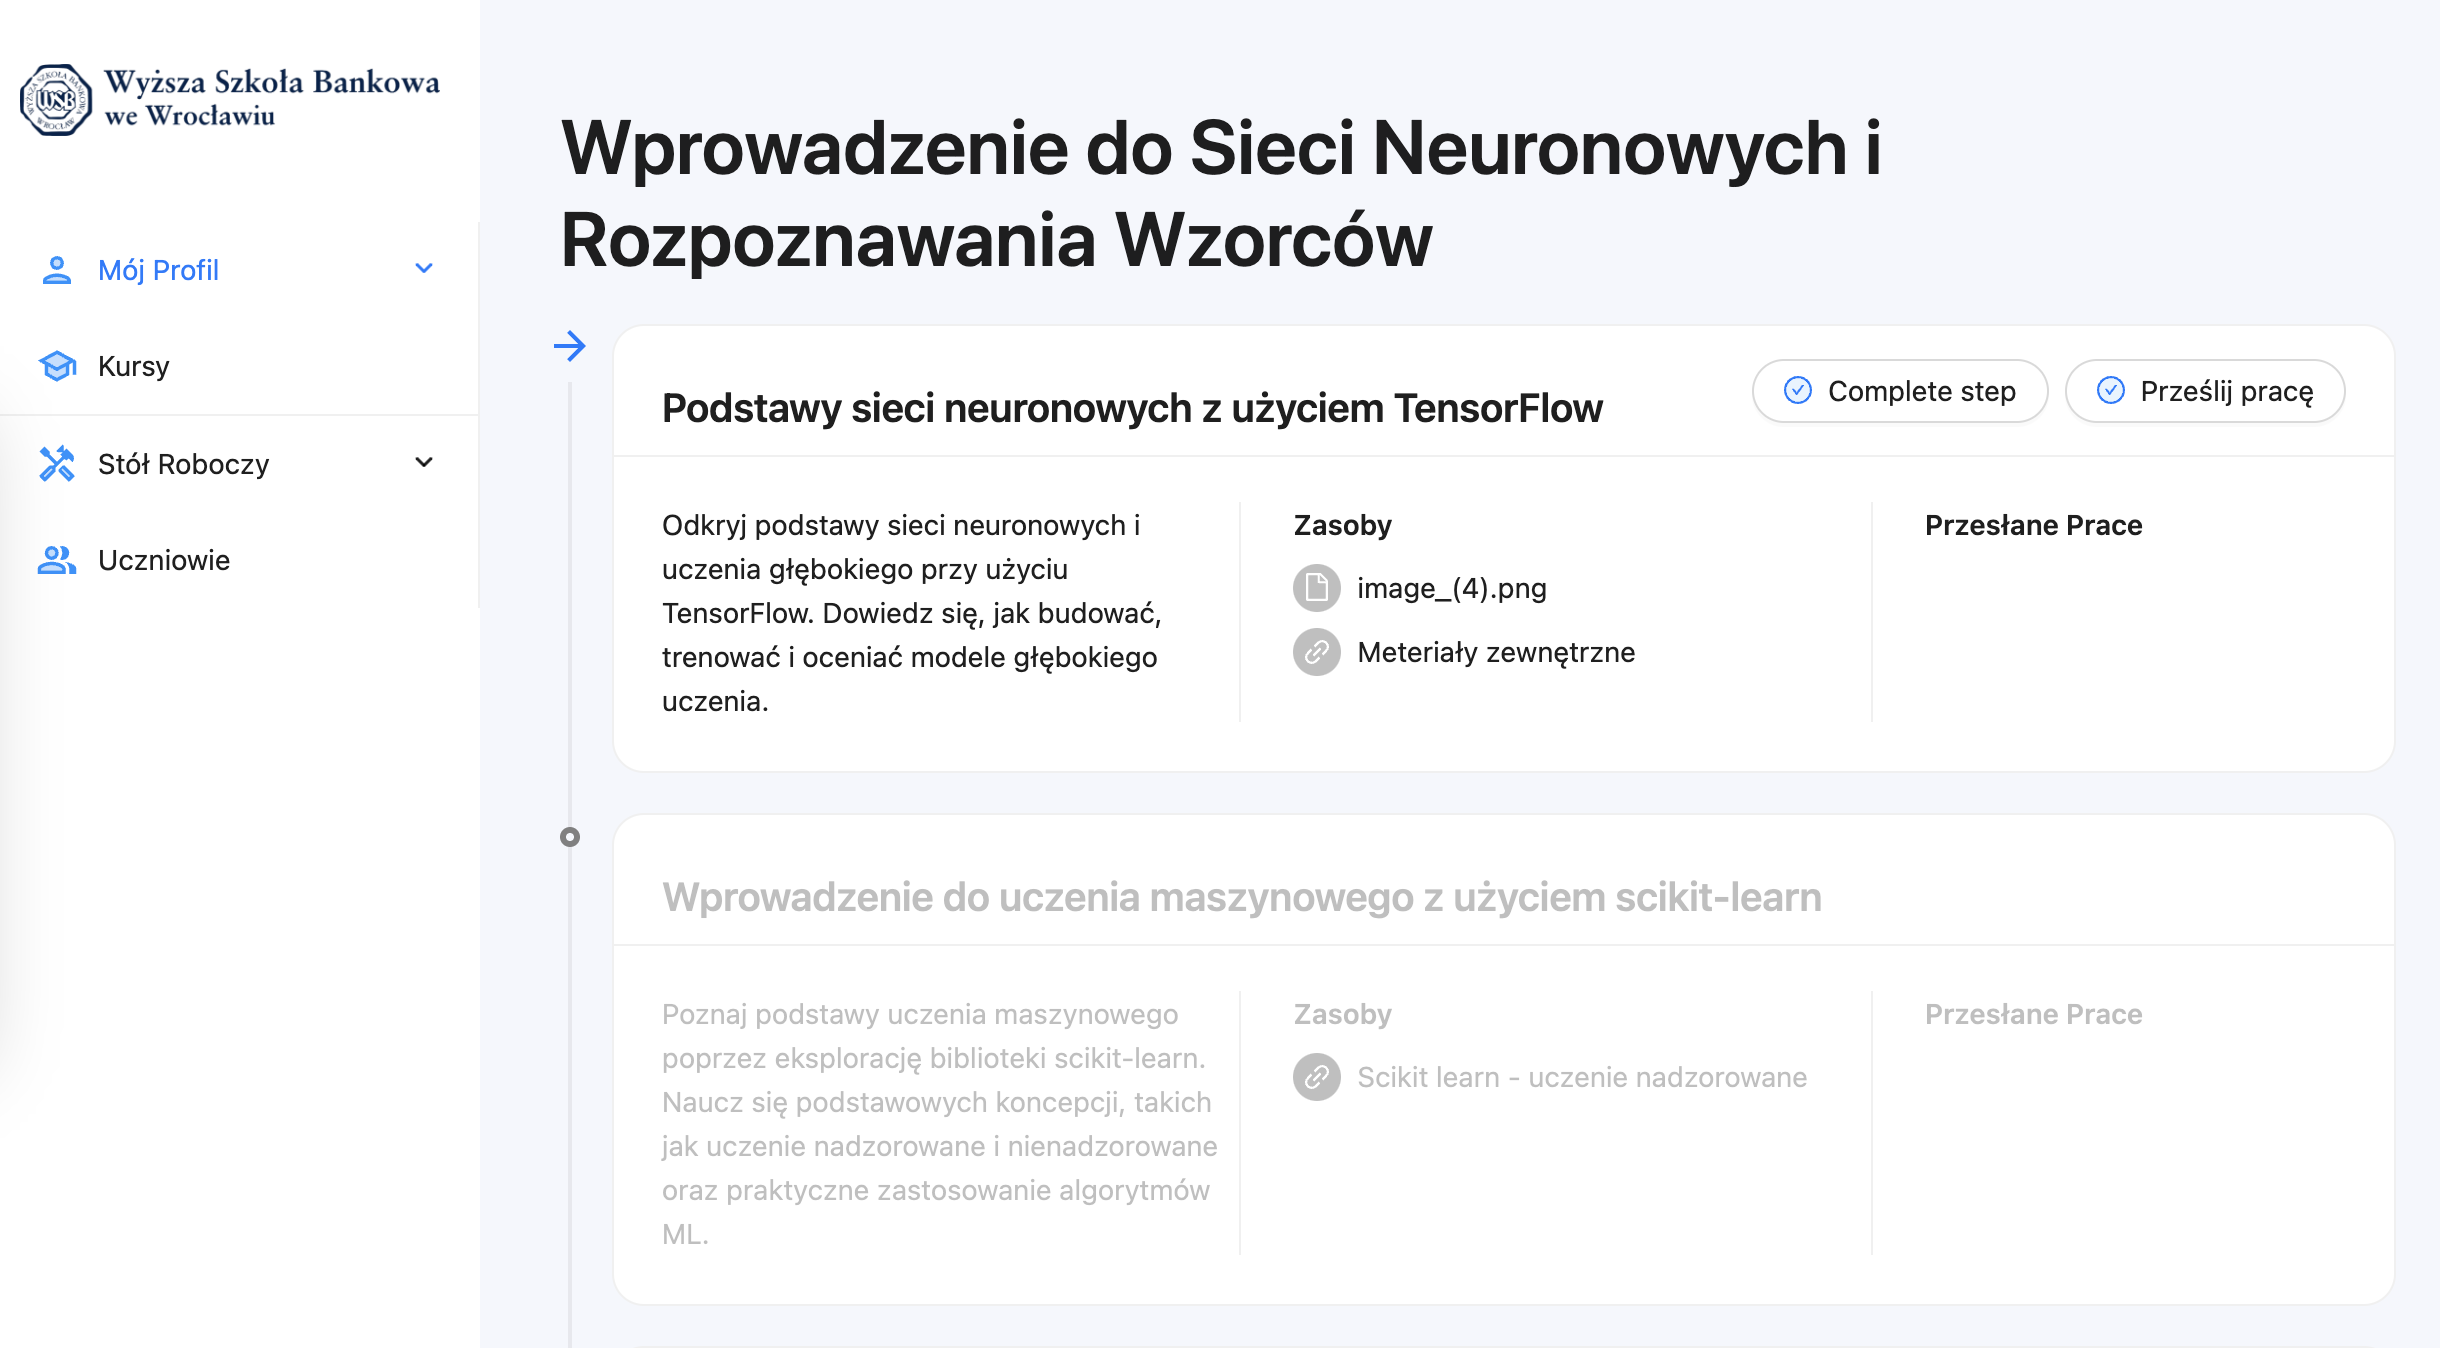 Wyższa Szkoła Bankowa
we Wrocławiu
Mój Profil
Kursy
Stół Roboczy
Uczniowie
Wprowadzenie do Sieci Neuronowych i
Rozpoznawania Wzorców
Podstawy sieci neuronowych z użyciem TensorFlow
Complete step
Prześlij pracę
Odkryj podstawy sieci neuronowych i
uczenia głębokiego przy użyciu
TensorFlow. Dowiedz się, jak budować,
trenować i oceniać modele głębokiego
uczenia.
Zasoby
image_(4).png
Meteriały zewnętrzne
Przesłane Prace
Wprowadzenie do uczenia maszynowego z użyciem scikit-learn
Poznaj podstawy uczenia maszynowego
poprzez eksplorację biblioteki scikit-learn.
Naucz się podstawowych koncepcji, takich
jak uczenie nadzorowane i nienadzorowane
oraz praktyczne zastosowanie algorytmów
ML.
Zasoby
Scikit learn - uczenie nadzorowane
Przesłane Prace